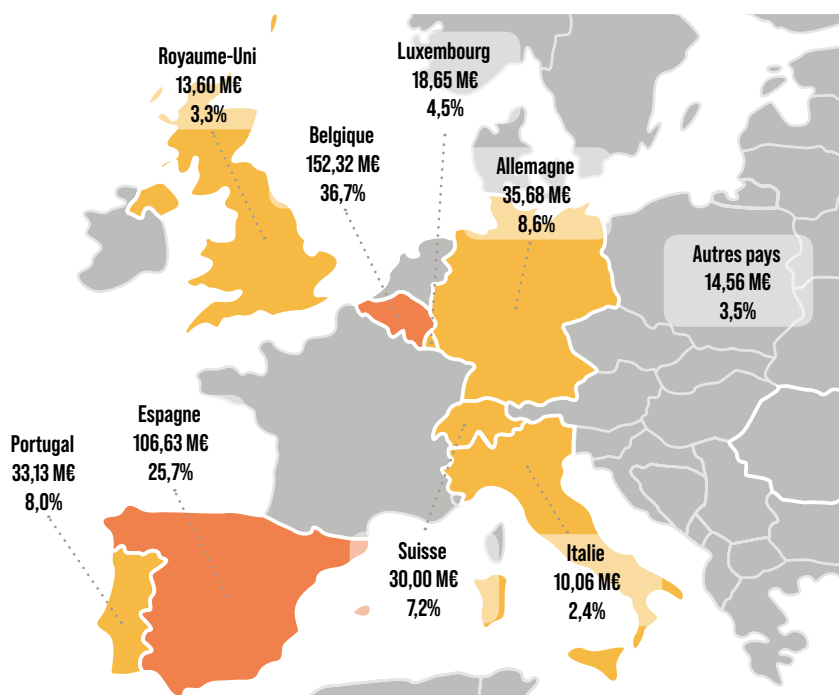 Royaume-Uni
13,60 M€
3,3%
Luxembourg
18,65 M€
4,5%
Belgique
152,32 M€
36,7%
Allemagne
35,68 M€
8,6%
Autres pays
14,56 M€
3,5%
Espagne
106,63 M€
25,7%
Portugal
33,13 M€
8,0%
Suisse
30,00 M€
7,2%
Italie
10,06 M€
2,4%